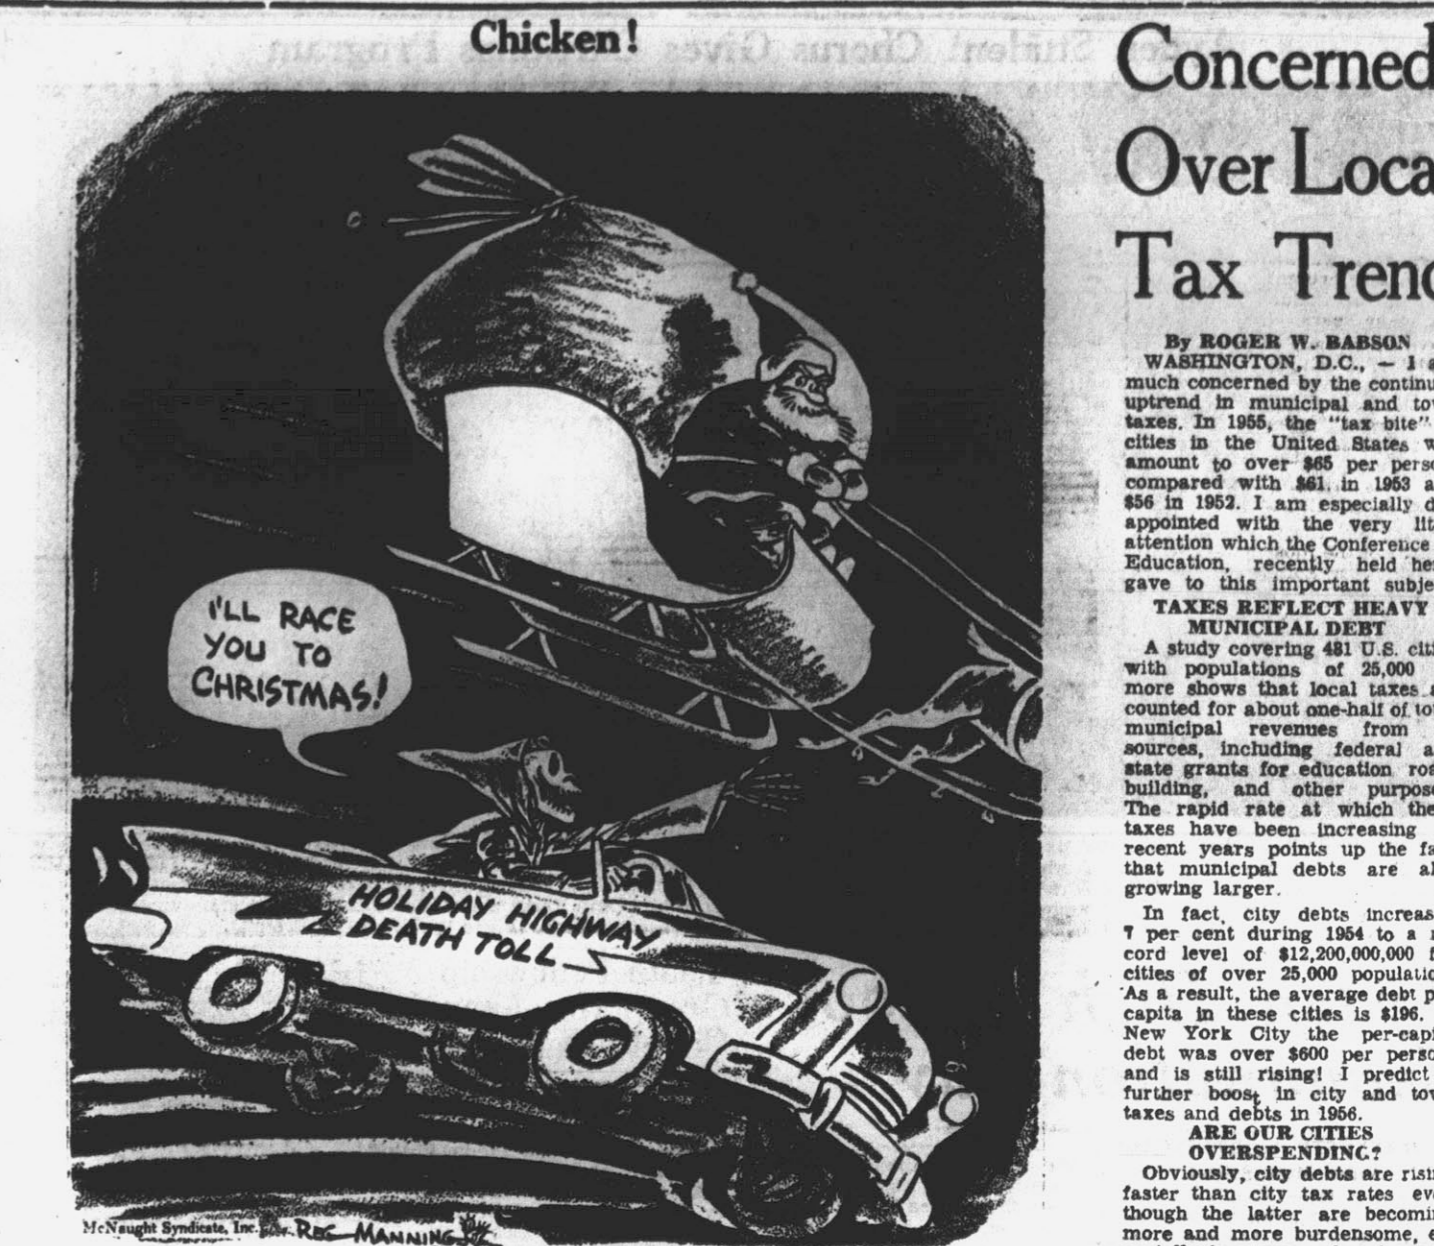 Chicken!
I'LL RACE
YOU TO
CHRISTMAS!
HOLIDAY HIGHWAY
DEATH TOLL
McNaught Syndicate, Inc.
REG MANNING
Concerned
Over Loca
Tax Tren
By ROGER W. BABSON
WASHINGTON, D.C., — I a
much concerned by the continu
uptrend in municipal and tow
taxes. In 1955, the "tax bite"
cities in the United States w
amount to over $65 per perso
compared with $61 in 1953 a
$56 in 1952. I am especially d
appointed with the very lit
attention which the Conference
Education, recently held he
gave to this important subje
TAXES REFLECT HEAVY
MUNICIPAL DEBT
A study covering 481 U.S. citi
with populations of 25,000
more shows that local taxes a
counted for about one-half of to
municipal revenues from
sources, including federal a
state grants for education roa
building, and other purpose
The rapid rate at which the
taxes have been increasing
recent years points up the fa
that municipal debts are al
growing larger.
In fact, city debts increas
7 per cent during 1954 to a r
cord level of $12,200,000,000 f
cities of over 25,000 populatio
As a result, the average debt p
capita in these cities is $196.
New York City the per-capi
debt was over $600 per perso
and is still rising! I predict
further boost in city and tow
taxes and debts in 1956.
ARE OUR CITIES
OVERSPENDING?
Obviously, city debts are risin
faster than city tax rates eve
though the latter are becomin
more and more burdensome, e